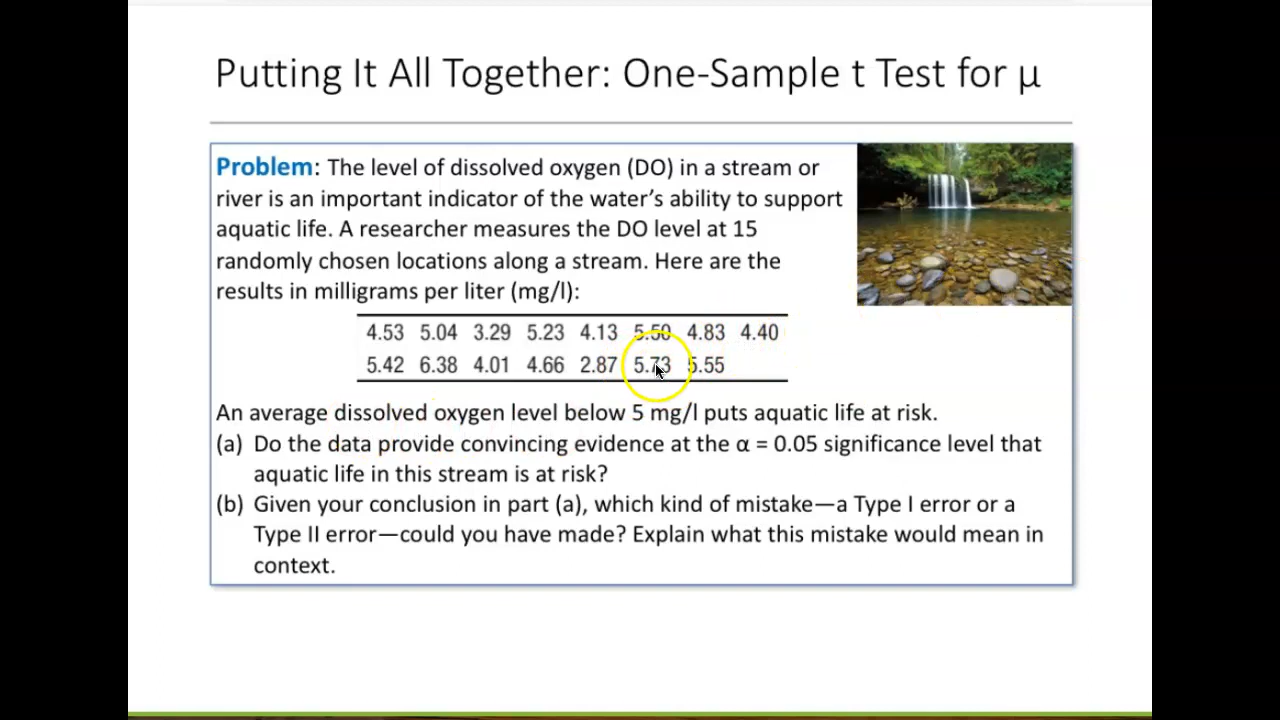 Putting It All Together: One-Sample t Test for μ
Problem: The level of dissolved oxygen (DO) in a stream or
river is an important indicator of the water’s ability to support
aquatic life. A researcher measures the DO level at 15
randomly chosen locations along a stream. Here are the
results in milligrams per liter (mg/l):
4.53 5.04 3.29 5.23 4.13 5.50 4.83 4.40
5.42 6.38 4.01 4.66 2.87 5.73 5.55
An average dissolved oxygen level below 5 mg/l puts aquatic life at risk.
(a) Do the data provide convincing evidence at the α = 0.05 significance level that
aquatic life in this stream is at risk?
(b) Given your conclusion in part (a), which kind of mistake—a Type I error or a
Type II error—could you have made? Explain what this mistake would mean in
context.